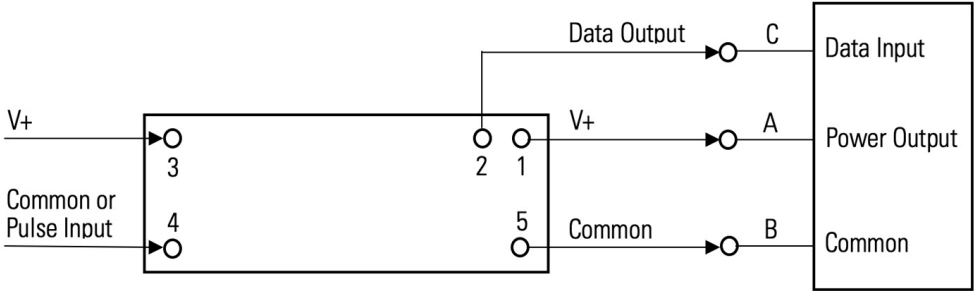 Data Output
C
Data Input
V+
V+
A
Power Output
3
2
1
Common or
Pulse Input
4
5
Common
B
Common